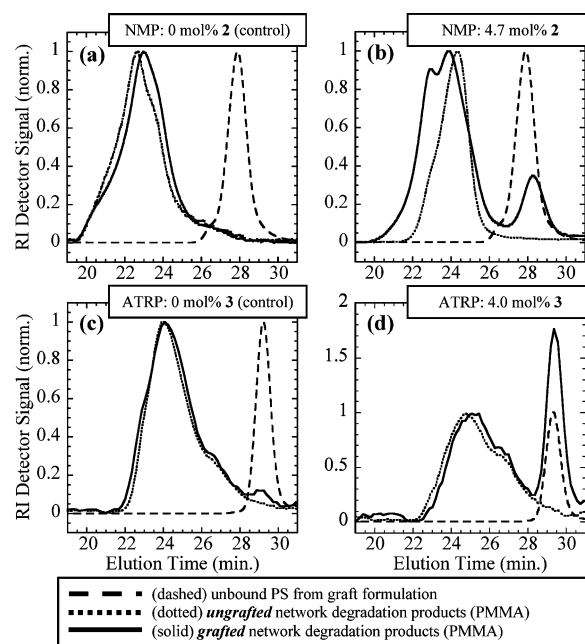 NMP: 0 mol% 2 (control)
NMP: 4.7 mol% 2
(a)
(b)
1
0.8
0.6
0.4
0.2
0
1
0.8
0.6
0.4
0.2
0
RI Detector Signal (norm.)
20 22 24 26 28 30
20 22 24 26 28 30
ATRP: 0 mol% 3 (control)
ATRP: 4.0 mol% 3
(c)
(d)
1
0.8
0.6
0.4
0.2
0
2
1.5
1
0.5
0
RI Detector Signal (norm.)
20 22 24 26 28 30
20 22 24 26 28 30
Elution Time (min.)
Elution Time (min.)
(dashed) unbound PS from graft formulation
(dotted) ungrafted network degradation products (PMMA)
(solid) grafted network degradation products (PMMA)